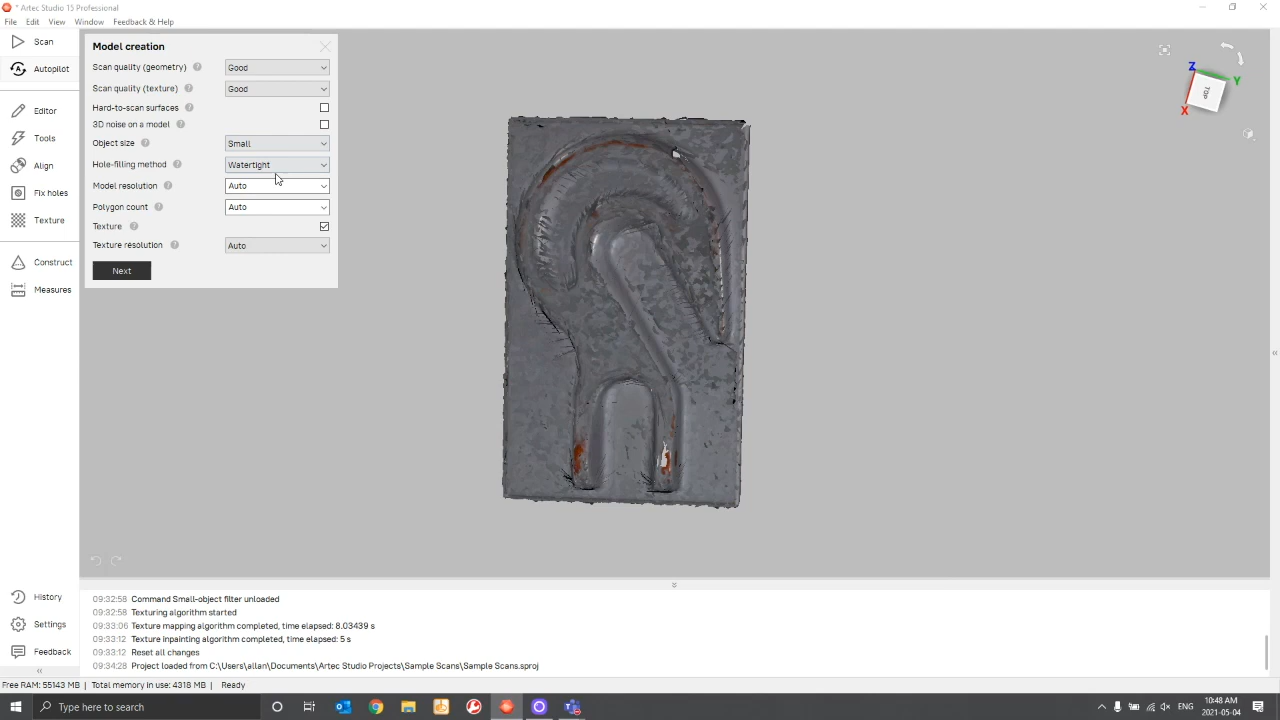 * Artec Studio 15 Professional
File Edit View Window Feedback & Help
Scan
Autopilot
Editor
Tools
Align
Fix holes
Texture
Construct
Measures
History
Settings
Feedback
Model creation
Scan quality (geometry) ? Good
Scan quality (texture) ? Good
Hard-to-scan surfaces ?
3D noise on a model ?
Object size ? Small
Hole-filling method ? Watertight
Model resolution ? Auto
Polygon count ? Auto
Texture ?
Texture resolution ? Auto
Next
Z
Y
X
TOP
09:32:58 Command Small-object filter unloaded
09:32:58 Texturing algorithm started
09:33:06 Texture mapping algorithm completed, time elapsed: 8.03439 s
09:33:12 Texture inpainting algorithm completed, time elapsed: 5 s
09:33:12 Reset all changes
09:34:28 Project loaded from C:\Users\allan\Documents\Artec Studio Projects\Sample Scans\Sample Scans.sproj
Free RAM: 55143 MB | Total memory in use: 4318 MB | Ready
Type here to search
ENG
10:48 AM
2021-05-04